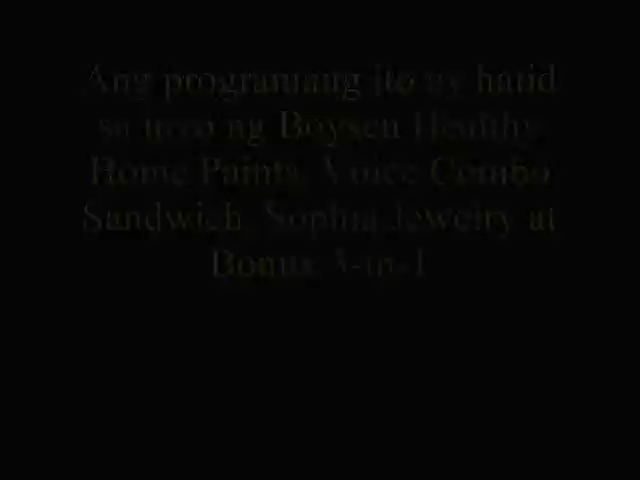 Ang programang ito ay hatid
sa inyo ng Boysen Healthy
Home Paints, Voice Combo
Sandwich, Sophia Jewelry at
Bonus 3-in-1